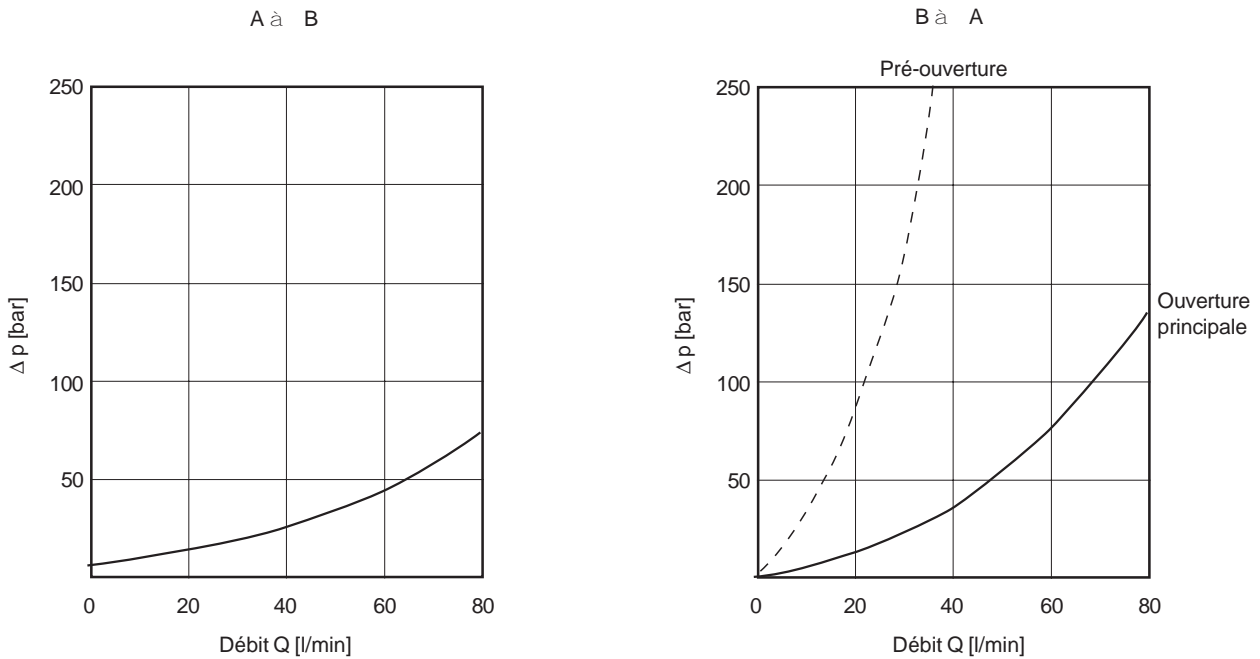 A à B
250
200
150
100
50
0
20
40
60
80
Δ p [bar]
Débit Q [l/min]
B à A
Pré-ouverture
250
200
150
100
50
0
20
40
60
80
Δ p [bar]
Débit Q [l/min]
Ouverture
principale